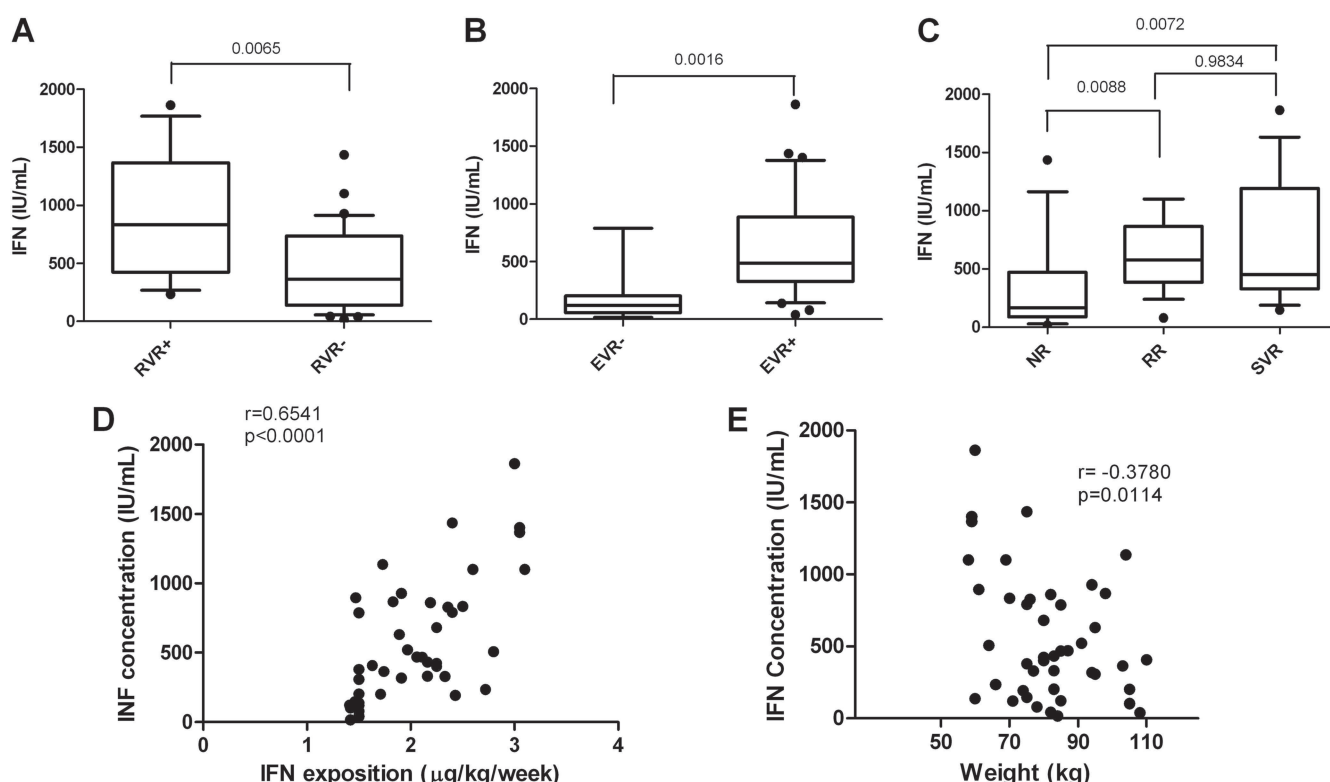 A
0.0065
IFN (IU/mL)
2000
1500
1000
500
0
RVR+
RVR-
B
0.0016
IFN (IU/mL)
2000
1500
1000
500
0
EVR-
EVR+
C
0.0072
0.9834
0.0088
IFN (IU/mL)
2000
1500
1000
500
0
NR
RR
SVR
D
r=0.6541
p<0.0001
INF concentration (IU/mL)
2000
1500
1000
500
0
0 1 2 3 4
IFN exposition (μg/kg/week)
E
r= -0.3780
p=0.0114
IFN Concentration (IU/mL)
2000
1500
1000
500
0
50 70 90 110
Weight (kg)